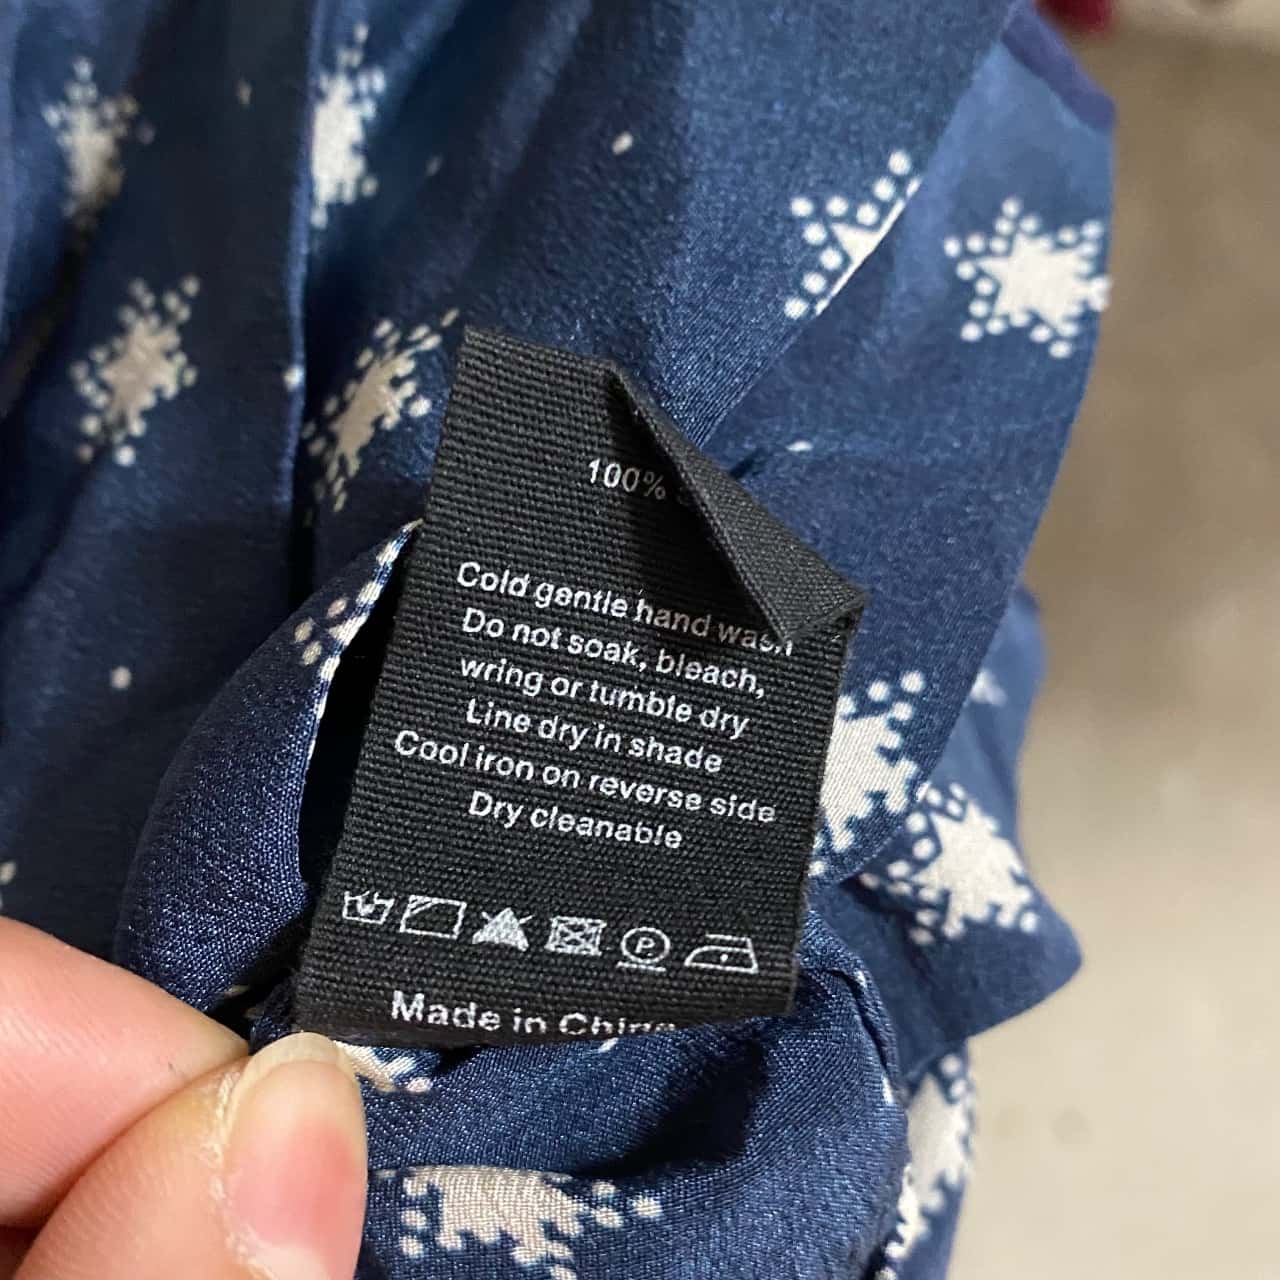 100%
Cold gentle hand wash
Do not soak, bleach,
wring or tumble dry
Line dry in shade
Cool iron on reverse side
Dry cleanable
P
Made in China